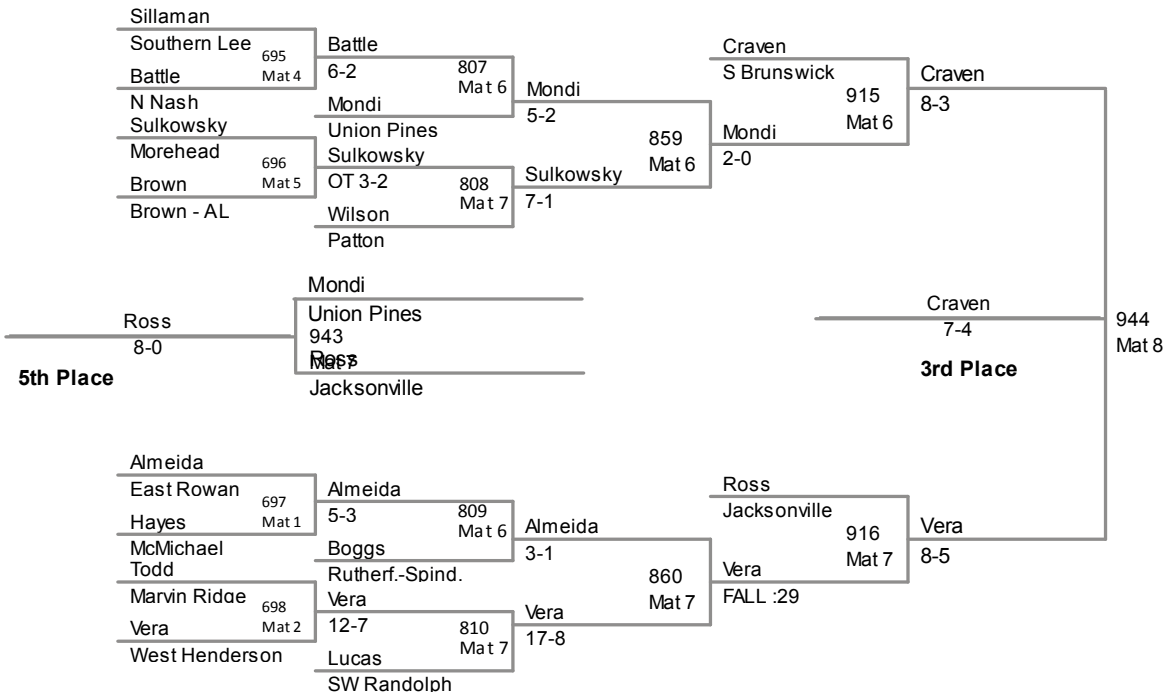 Sillaman
Southern Lee
695
Mat 4
Battle
N Nash
Battle
6-2
807
Mat 6
Mondi
Union Pines
Mondi
5-2
Sulkowsky
Morehead
696
Mat 5
Brown
Brown - AL
Sulkowsky
OT 3-2
808
Mat 7
Wilson
Patton
Sulkowsky
7-1
859
Mat 6
Craven
S Brunswick
915
Mat 6
Mondi
2-0
Craven
8-3
Mondi
Union Pines
943
Mat 7
Ross
Jacksonville
Ross
8-0
5th Place
Craven
7-4
3rd Place
944
Mat 8
Almeida
East Rowan
697
Mat 1
Hayes
McMichael
Almeida
5-3
809
Mat 6
Boggs
Rutherf.-Spind.
Almeida
3-1
Todd
Marvin Ridge
698
Mat 2
Vera
West Henderson
Vera
12-7
810
Mat 7
Lucas
SW Randolph
Vera
17-8
860
Mat 7
Ross
Jacksonville
916
Mat 7
Vera
FALL :29
Vera
8-5